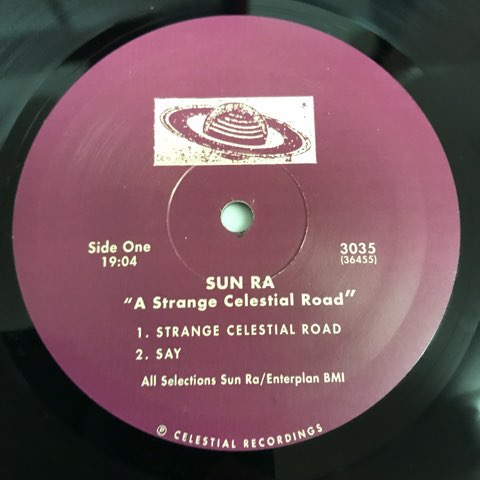 Side One
19:04
3035
(36455)
SUN RA
"A Strange Celestial Road"
1. STRANGE CELESTIAL ROAD
2. SAY
All Selections Sun Ra/Enterplan BMI
℗ CELESTIAL RECORDINGS